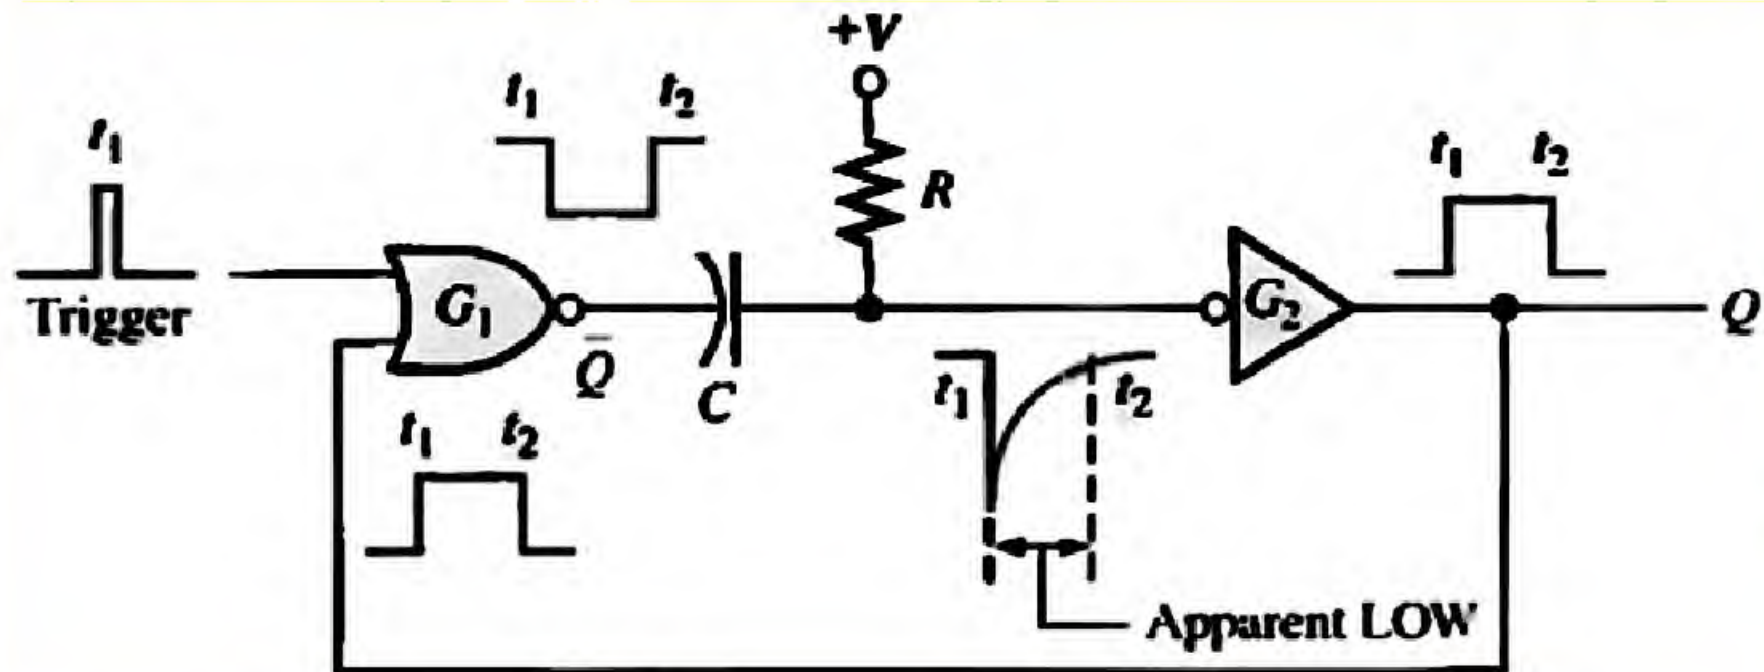 +V
t₁ t₂
t₁
t₁ t₂
R
Trigger
G₁
G₂
Q
Q̄
C
t₁ t₂
t₁ t₂
Apparent LOW